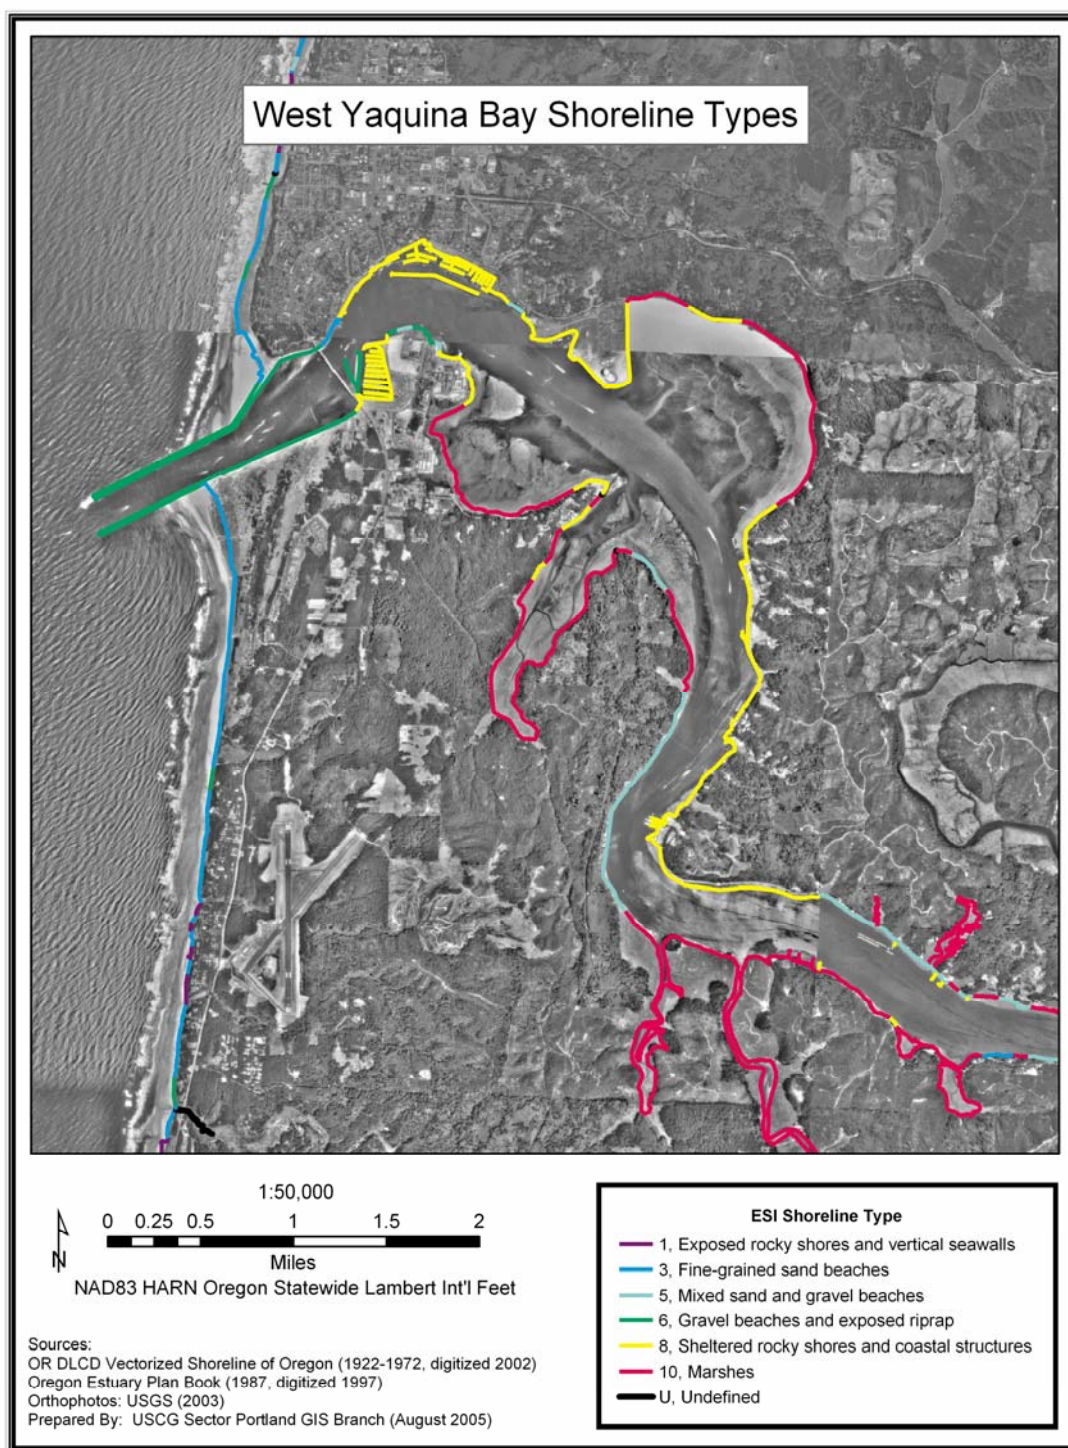 West Yaquina Bay Shoreline Types
1:50,000
0 0.25 0.5 1 1.5 2
Miles
N
NAD83 HARN Oregon Statewide Lambert Int'l Feet
Sources:
OR DLCD Vectorized Shoreline of Oregon (1922-1972, digitized 2002)
Oregon Estuary Plan Book (1987, digitized 1997)
Orthophotos: USGS (2003)
Prepared By: USCG Sector Portland GIS Branch (August 2005)
ESI Shoreline Type
1, Exposed rocky shores and vertical seawalls
3, Fine-grained sand beaches
5, Mixed sand and gravel beaches
6, Gravel beaches and exposed riprap
8, Sheltered rocky shores and coastal structures
10, Marshes
U, Undefined